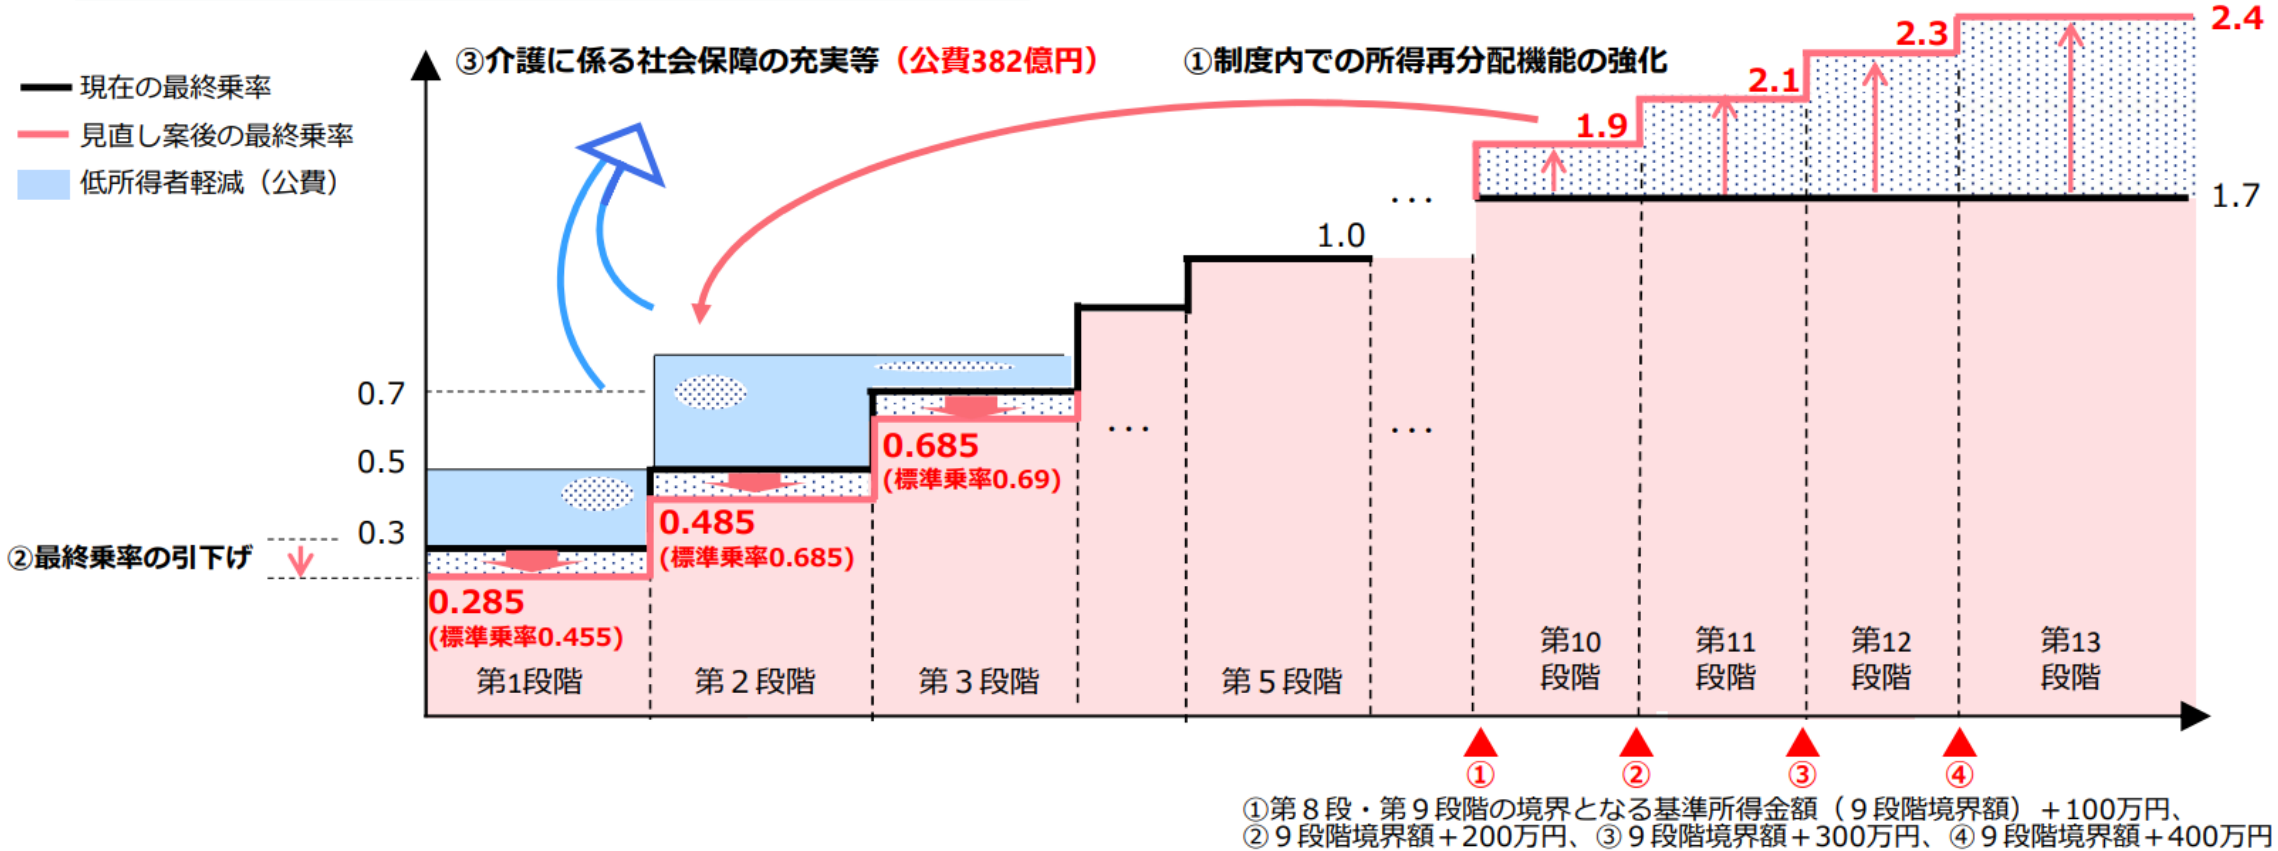 ③介護に係る社会保障の充実等（公費382億円）
①制度内での所得再分配機能の強化
現在の最終乗率
見直し案後の最終乗率
低所得者軽減（公費）
2.4
2.3
2.1
1.9
1.7
1.0
･･･
0.7
0.5
0.3
②最終乗率の引下げ
0.685
(標準乗率0.69)
0.485
(標準乗率0.685)
0.285
(標準乗率0.455)
･･･
･･･
第1段階
第２段階
第３段階
第５段階
第10
段階
第11
段階
第12
段階
第13
段階
①
②
③
④
①第８段・第９段階の境界となる基準所得金額（９段階境界額）＋100万円、
②９段階境界額＋200万円、③９段階境界額＋300万円、④９段階境界額＋400万円